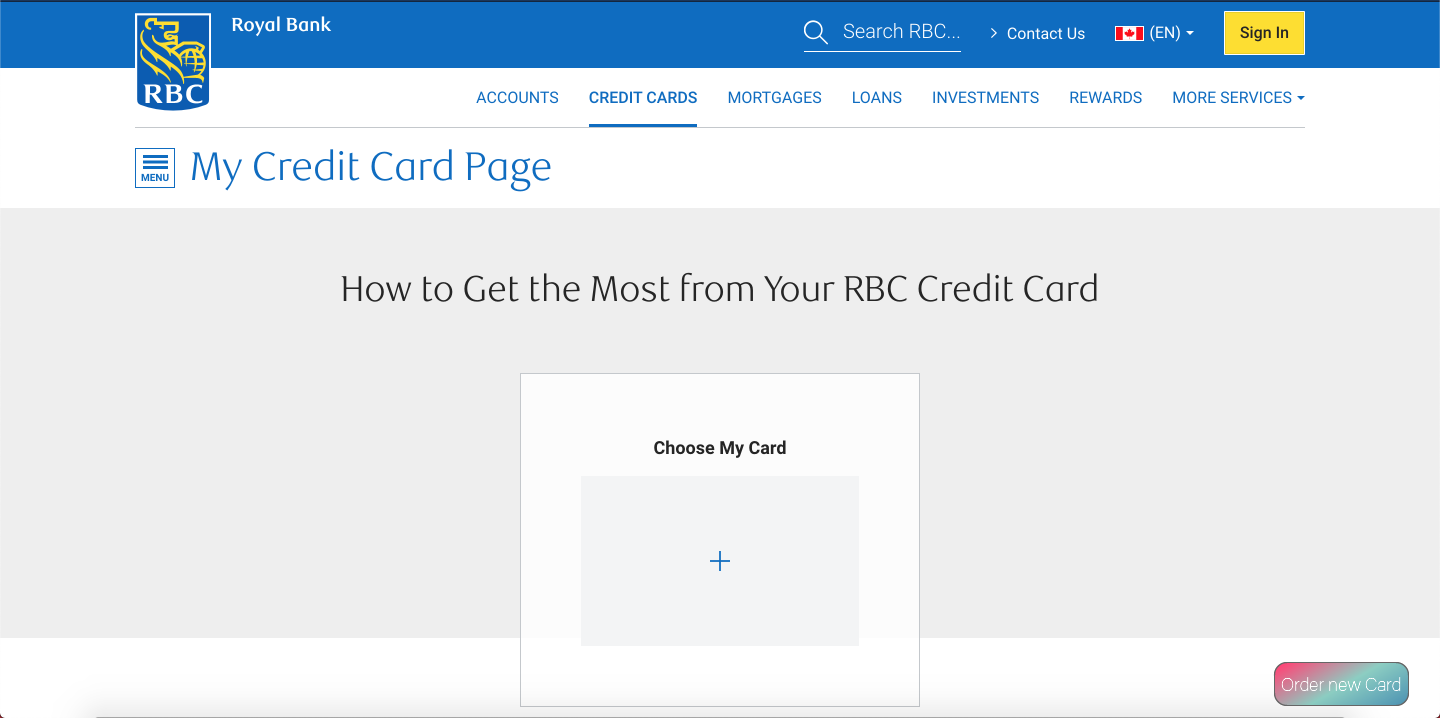 Royal Bank
Search RBC...
Contact Us
(EN)
Sign In
RBC
ACCOUNTS
CREDIT CARDS
MORTGAGES
LOANS
INVESTMENTS
REWARDS
MORE SERVICES
MENU
My Credit Card Page
How to Get the Most from Your RBC Credit Card
Choose My Card
Order new Card